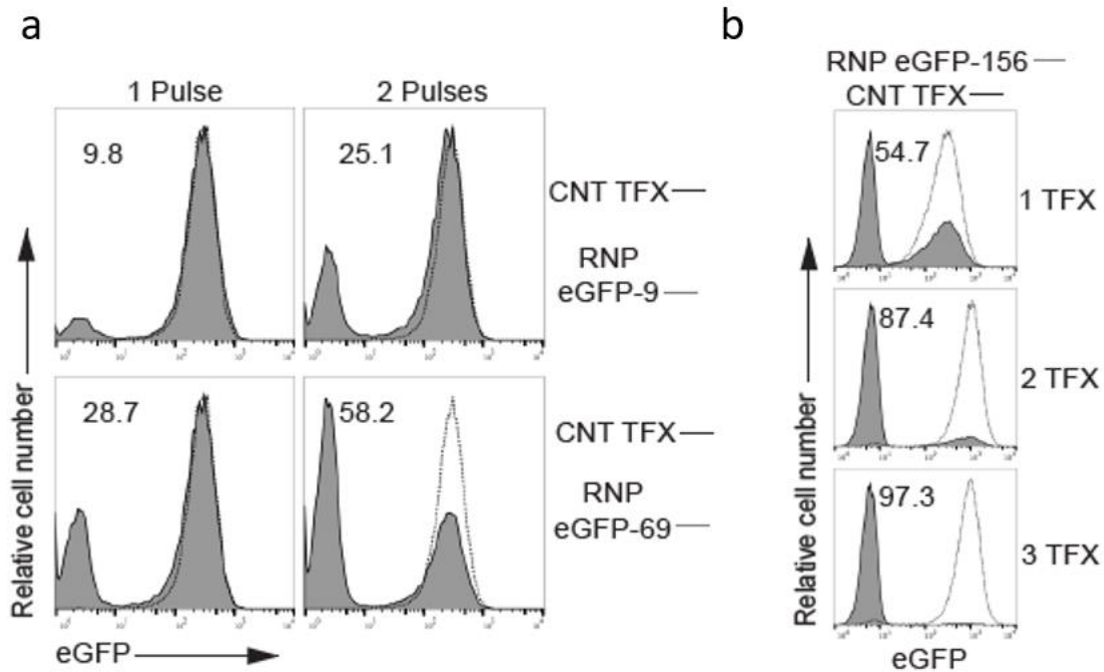 a
1 Pulse
2 Pulses
9.8
25.1
CNT TFX
RNP
eGFP-9
28.7
58.2
CNT TFX
RNP
eGFP-69
Relative cell number
eGFP
b
RNP eGFP-156
CNT TFX
54.7
1 TFX
87.4
2 TFX
97.3
3 TFX
Relative cell number
eGFP